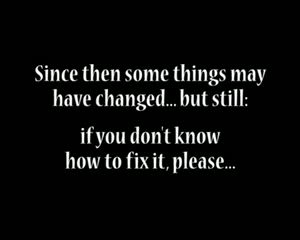 Since then some things may
have changed... but still:
if you don't know
how to fix it, please...